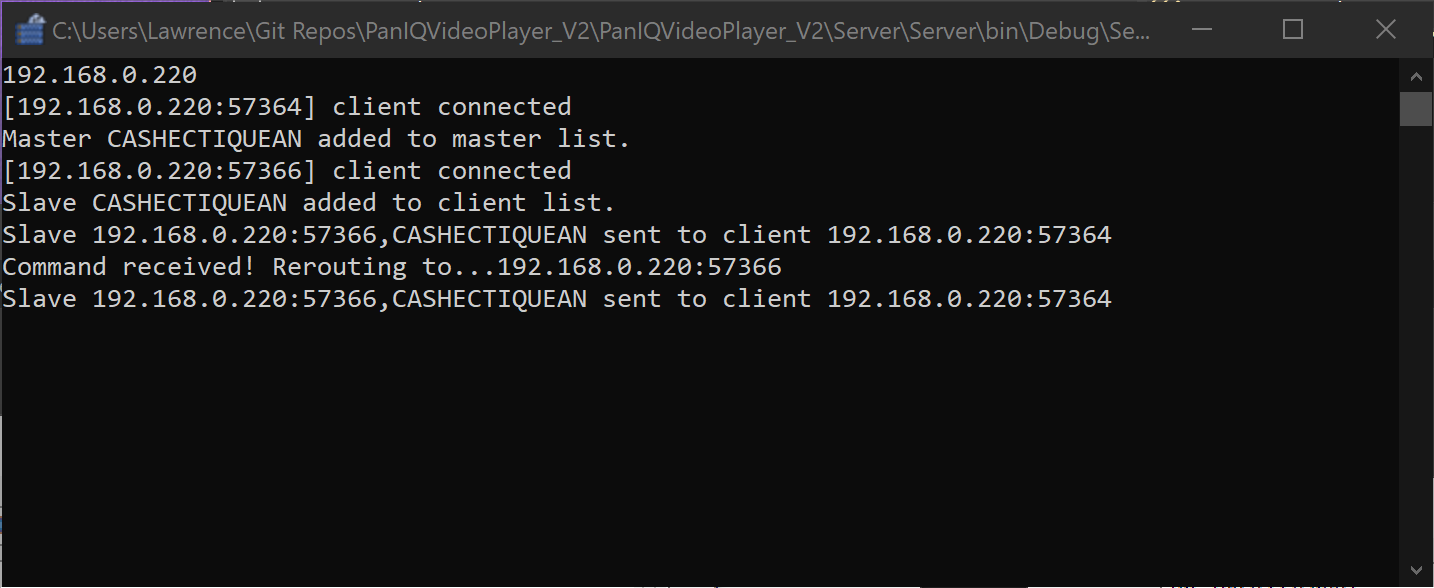 C:\Users\Lawrence\Git Repos\PanIQVideoPlayer_V2\PanIQVideoPlayer_V2\Server\Server\bin\Debug\Se...
192.168.0.220
[192.168.0.220:57364] client connected
Master CASHECTIQUEAN added to master list.
[192.168.0.220:57366] client connected
Slave CASHECTIQUEAN added to client list.
Slave 192.168.0.220:57366,CASHECTIQUEAN sent to client 192.168.0.220:57364
Command received! Rerouting to...192.168.0.220:57366
Slave 192.168.0.220:57366,CASHECTIQUEAN sent to client 192.168.0.220:57364